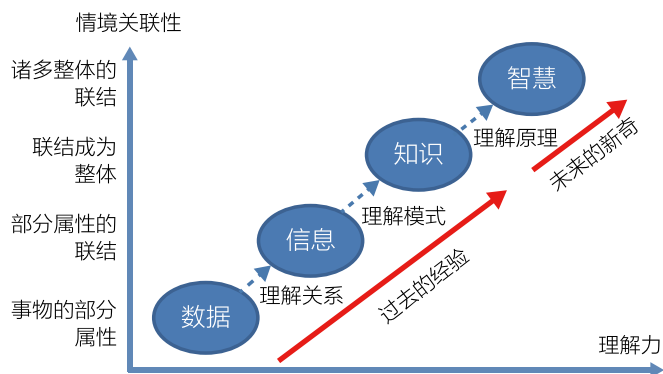 情境关联性
诸多整体的
联结
智慧
理解原理
未来的新奇
联结成为
整体
知识
理解模式
部分属性的
联结
信息
理解关系
过去的经验
事物的部分
属性
数据
理解力